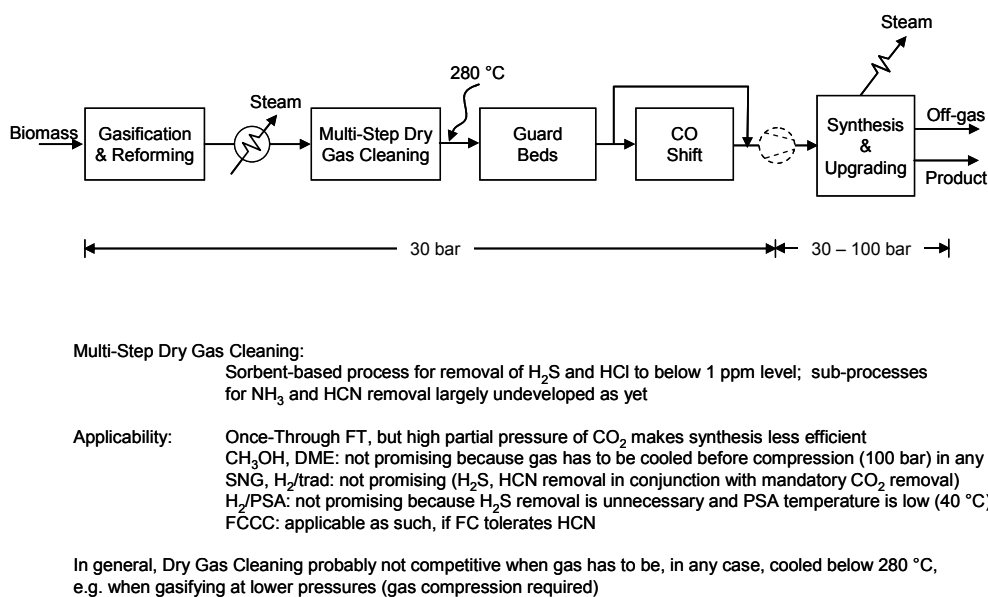 Steam
280 °C
Steam
Biomass
Gasification
& Reforming
Multi-Step Dry
Gas Cleaning
Guard
Beds
CO
Shift
Synthesis
&
Upgrading
Off-gas
Product
30 bar
30 – 100 bar
Multi-Step Dry Gas Cleaning:
Sorbent-based process for removal of H₂S and HCl to below 1 ppm level; sub-processes
for NH₃ and HCN removal largely undeveloped as yet
Applicability: Once-Through FT, but high partial pressure of CO₂ makes synthesis less efficient
CH₃OH, DME: not promising because gas has to be cooled before compression (100 bar) in any
SNG, H₂/trad: not promising (H₂S, HCN removal in conjunction with mandatory CO₂ removal)
H₂/PSA: not promising because H₂S removal is unnecessary and PSA temperature is low (40 °C)
FCCC: applicable as such, if FC tolerates HCN
In general, Dry Gas Cleaning probably not competitive when gas has to be, in any case, cooled below 280 °C,
e.g. when gasifying at lower pressures (gas compression required)